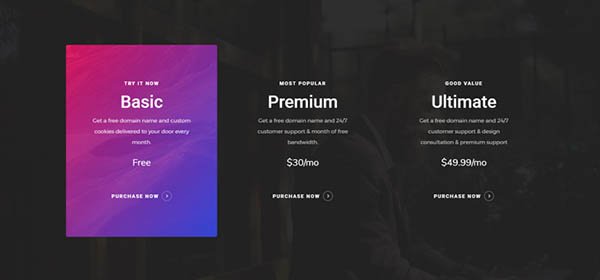 TRY IT NOW
Basic
Get a free domain name and custom
cookies delivered to your door every
month.
Free
PURCHASE NOW
MOST POPULAR
Premium
Get a free domain name and 24/7
customer support & month of free
bandwidth.
$30/mo
PURCHASE NOW
GOOD VALUE
Ultimate
Get a free domain name and 24/7
customer support & design
consultation & premium support
$49.99/mo
PURCHASE NOW